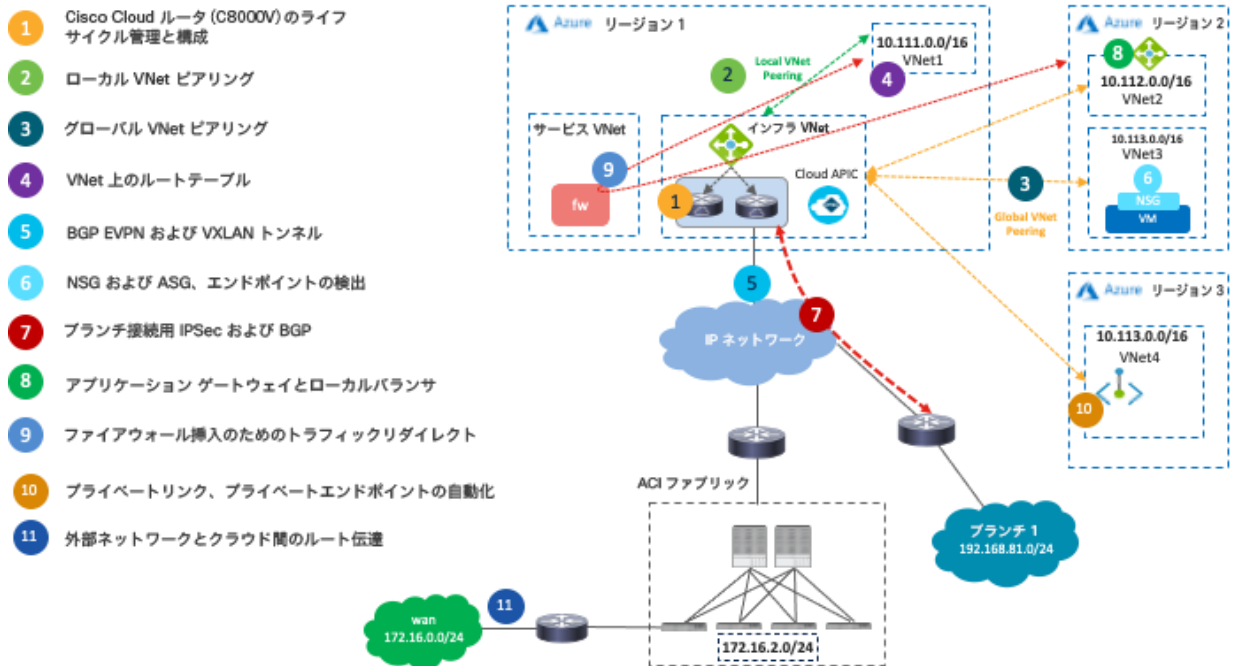 1
Cisco Cloud ルータ (C8000V) のライフ
サイクル管理と構成
2
ローカル VNet ピアリング
3
グローバル VNet ピアリング
4
VNet 上のルートテーブル
5
BGP EVPN および VXLAN トンネル
6
NSG および ASG、エンドポイントの検出
7
ブランチ接続用 IPSec および BGP
8
アプリケーション ゲートウェイとローカルバランサ
9
ファイアウォール挿入のためのトラフィックリダイレクト
10
プライベートリンク、プライベートエンドポイントの自動化
11
外部ネットワークとクラウド間のルート伝達
Azure リージョン 1
2
Local VNet
Peering
10.111.0.0/16
VNet1
4
サービス VNet
9
fw
インフラ VNet
1
Cloud APIC
Azure リージョン 2
8
10.112.0.0/16
VNet2
10.113.0.0/16
VNet3
6
NSG
VM
3
Global VNet
Peering
Azure リージョン 3
10.113.0.0/16
VNet4
10
5
7
IP ネットワーク
ACI ファブリック
ブランチ 1
192.168.81.0/24
11
wan
172.16.0.0/24
172.16.2.0/24